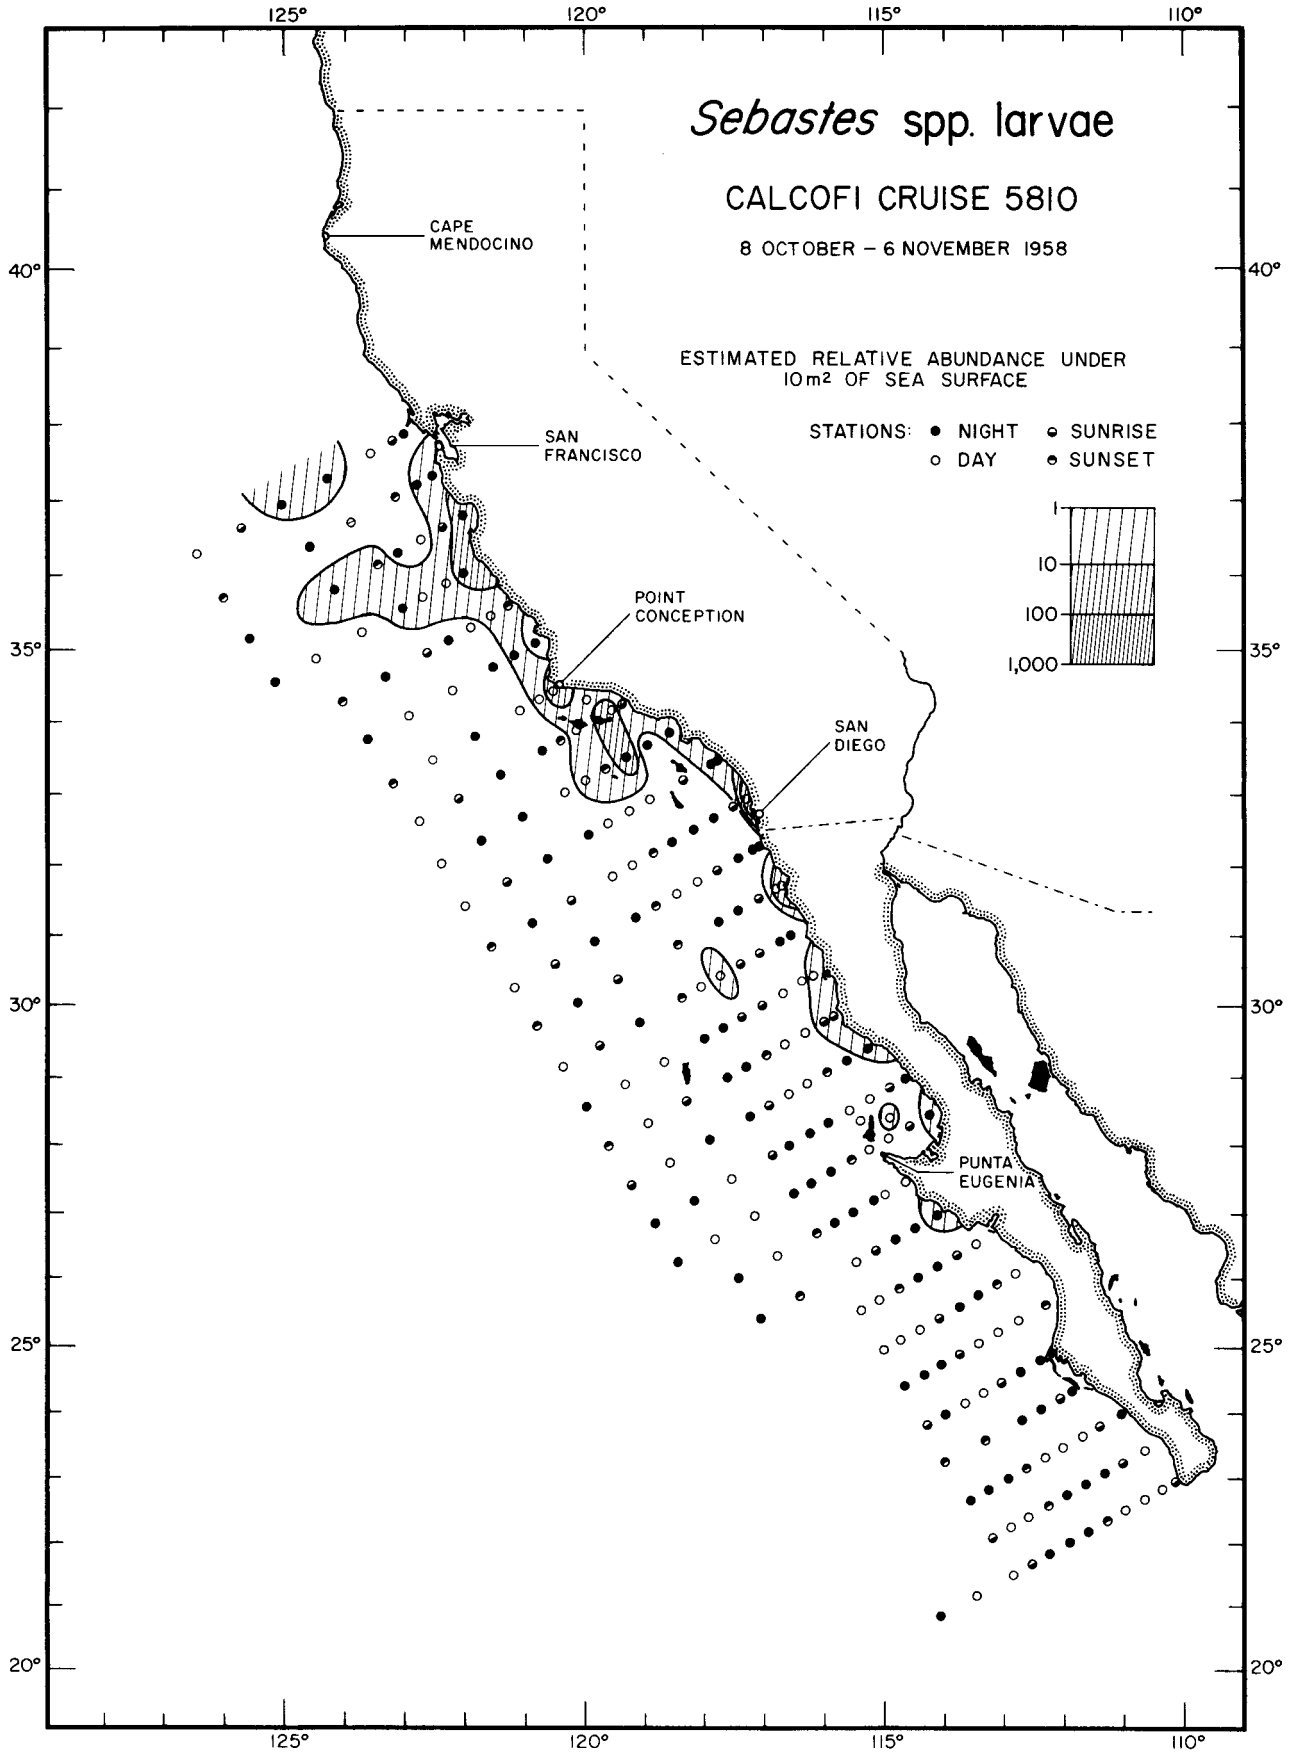 125° 120° 115° 110°
Sebastes spp. larvae
CALCOFI CRUISE 5810
8 OCTOBER – 6 NOVEMBER 1958
CAPE
MENDOCINO
40° 40°
ESTIMATED RELATIVE ABUNDANCE UNDER
10m² OF SEA SURFACE
STATIONS: ● NIGHT SUNRISE
○ DAY SUNSET
SAN
FRANCISCO
1
10
100
1,000
POINT
CONCEPTION
35° 35°
SAN
DIEGO
30° 30°
PUNTA
EUGENIA
25° 25°
20° 20°
125° 120° 115° 110°